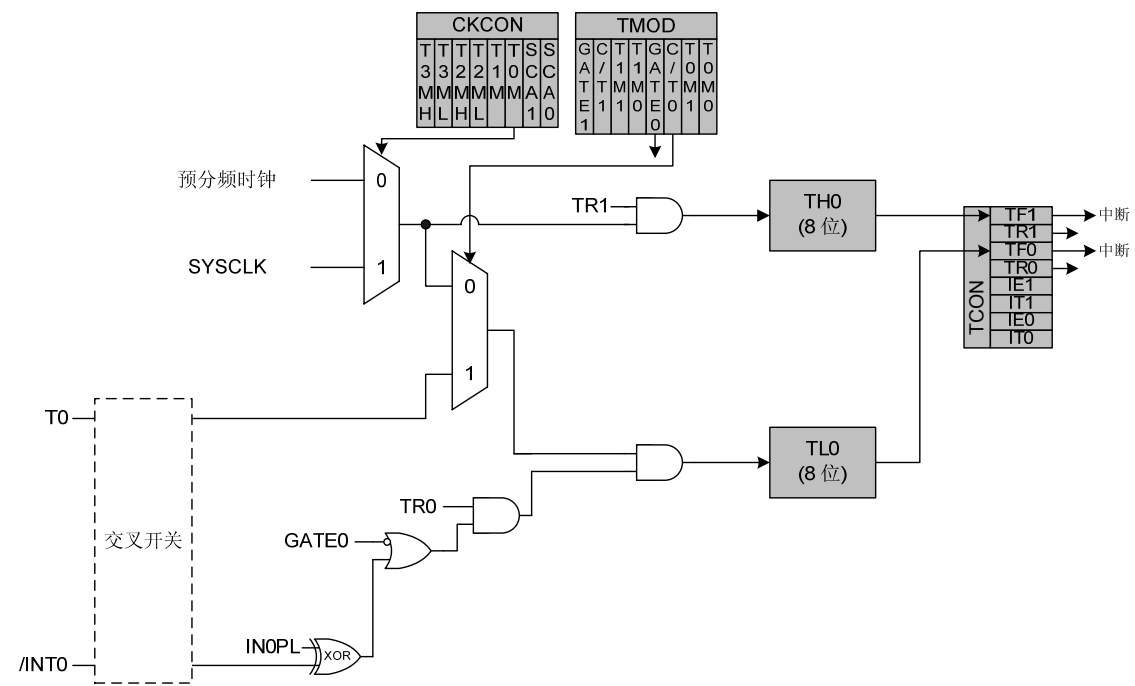 CKCON
T3MH
T3ML
T2MH
T2ML
T1M
T0M
SCA1
SCA0
TMOD
GATE1
C/T1
T1M1
T1M0
GATE0
C/T0
T0M1
T0M0
预分频时钟
0
SYSCLK
1
TR1
TH0
(8 位)
TCON
TF1
TR1
TF0
TR0
IE1
IT1
IE0
IT0
中断
中断
0
1
T0
交叉开关
/INT0
TL0
(8 位)
TR0
GATE0
IN0PL
XOR